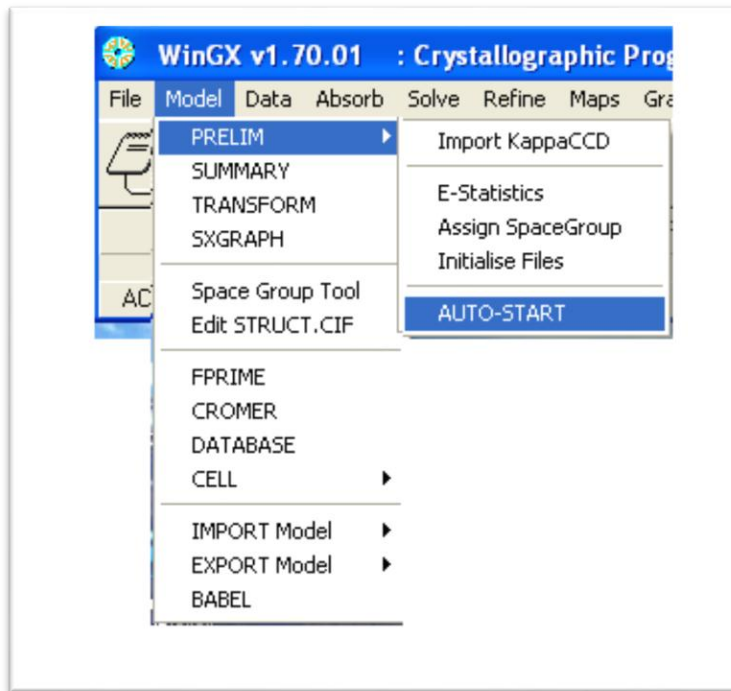 WinGX v1.70.01 : Crystallographic Prog
File Model Data Absorb Solve Refine Maps Gra
PRELIM
SUMMARY
TRANSFORM
SXGRAPH
Space Group Tool
Edit STRUCT.CIF
FPRIME
CROMER
DATABASE
CELL
IMPORT Model
EXPORT Model
BABEL
Import KappaCCD
E-Statistics
Assign SpaceGroup
Initialise Files
AUTO-START
AC